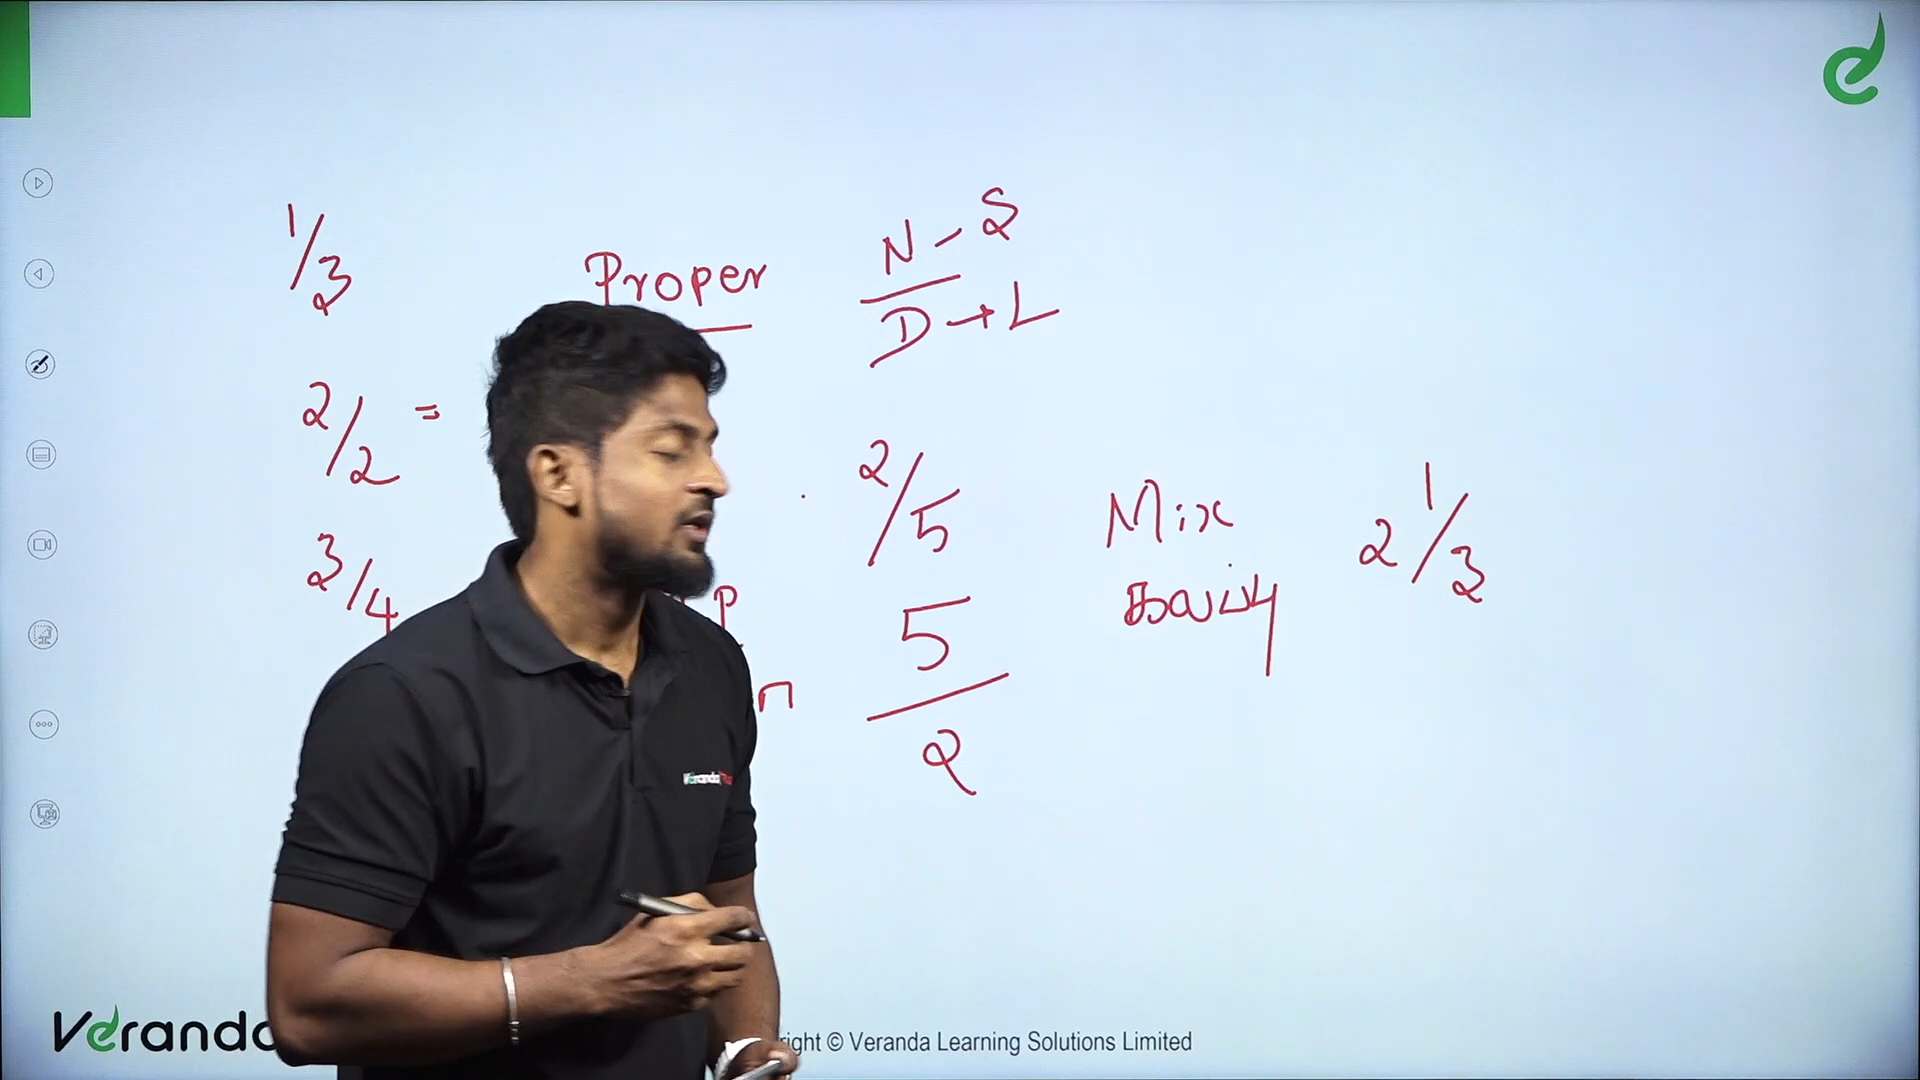 1/3
Proper
N - S
D → L
2/2 =
2/5
3/4
P
n
5
2
Mix
கலப்பு
2 1/3
Veranda
ight © Veranda Learning Solutions Limited